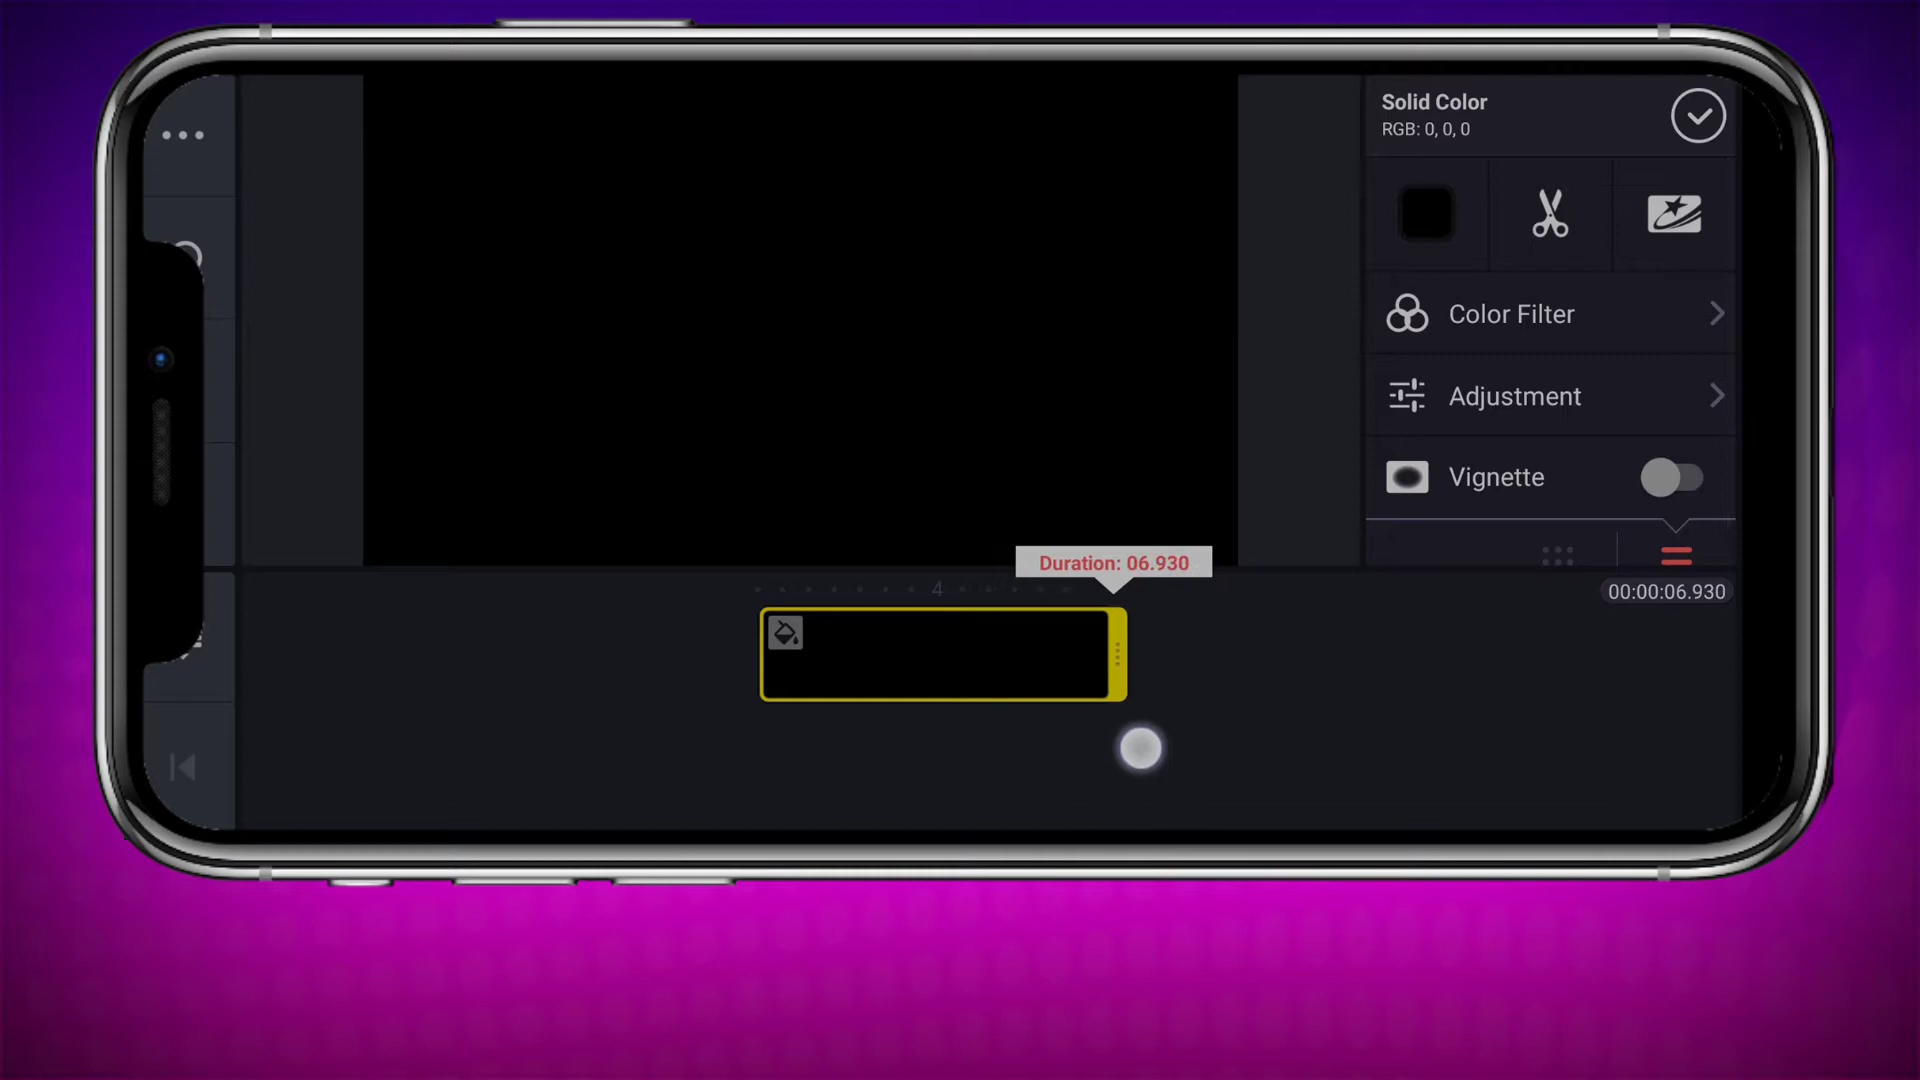 Solid Color
RGB: 0, 0, 0
Color Filter
Adjustment
Vignette
Duration: 06.930
4
00:00:06.930